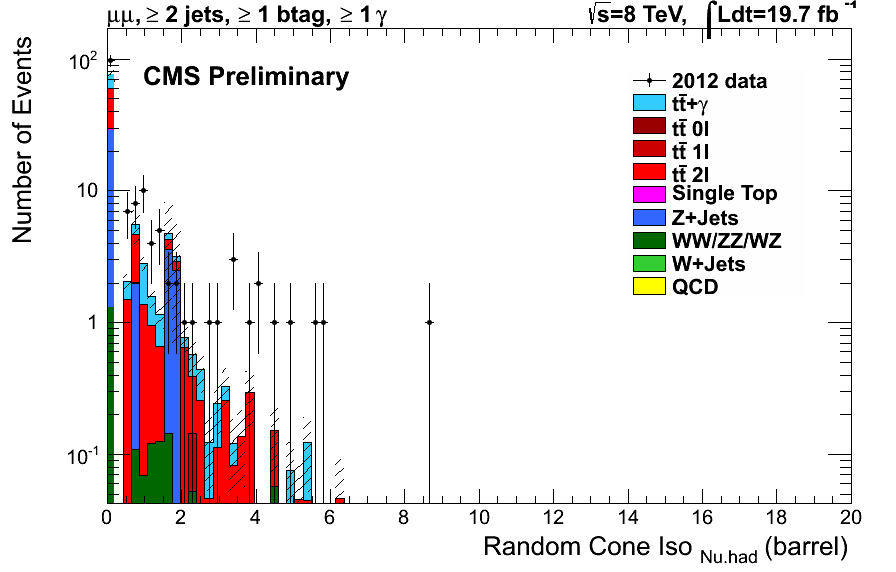 μμ, ≥ 2 jets, ≥ 1 btag, ≥ 1 γ √s=8 TeV, ∫Ldt=19.7 fb⁻¹
CMS Preliminary
Number of Events
10²
10
1
10⁻¹
2012 data
tt̄+γ
tt̄ 0l
tt̄ 1l
tt̄ 2l
Single Top
Z+Jets
WW/ZZ/WZ
W+Jets
QCD
0 2 4 6 8 10 12 14 16 18 20
Random Cone Iso Nu.had (barrel)